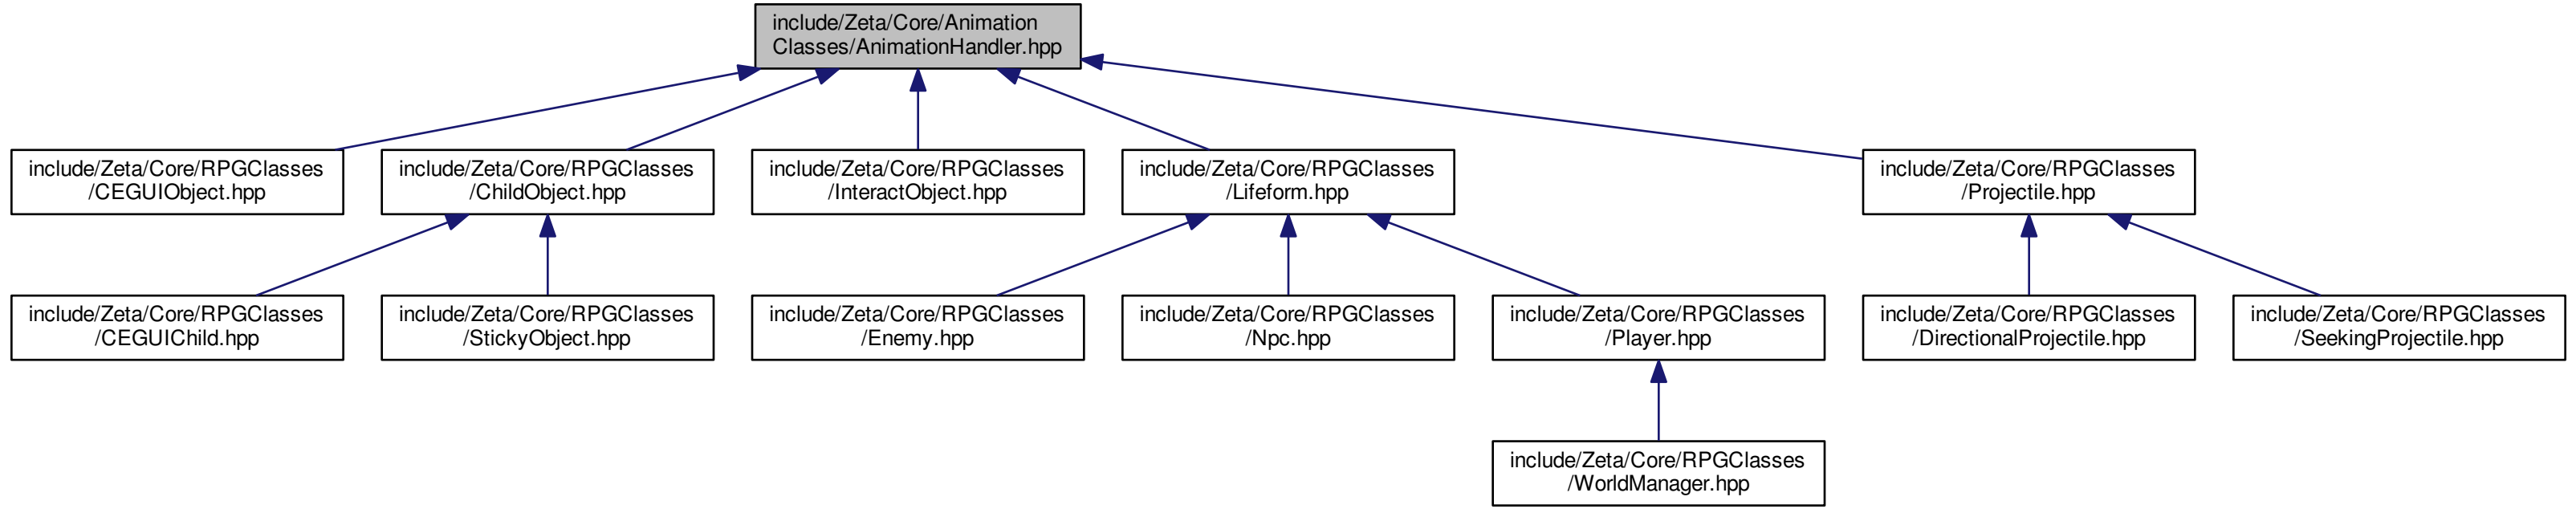 include/Zeta/Core/Animation
Classes/AnimationHandler.hpp
include/Zeta/Core/RPGClasses
/CEGUIObject.hpp
include/Zeta/Core/RPGClasses
/ChildObject.hpp
include/Zeta/Core/RPGClasses
/InteractObject.hpp
include/Zeta/Core/RPGClasses
/Lifeform.hpp
include/Zeta/Core/RPGClasses
/Projectile.hpp
include/Zeta/Core/RPGClasses
/CEGUIChild.hpp
include/Zeta/Core/RPGClasses
/StickyObject.hpp
include/Zeta/Core/RPGClasses
/Enemy.hpp
include/Zeta/Core/RPGClasses
/Npc.hpp
include/Zeta/Core/RPGClasses
/Player.hpp
include/Zeta/Core/RPGClasses
/DirectionalProjectile.hpp
include/Zeta/Core/RPGClasses
/SeekingProjectile.hpp
include/Zeta/Core/RPGClasses
/WorldManager.hpp